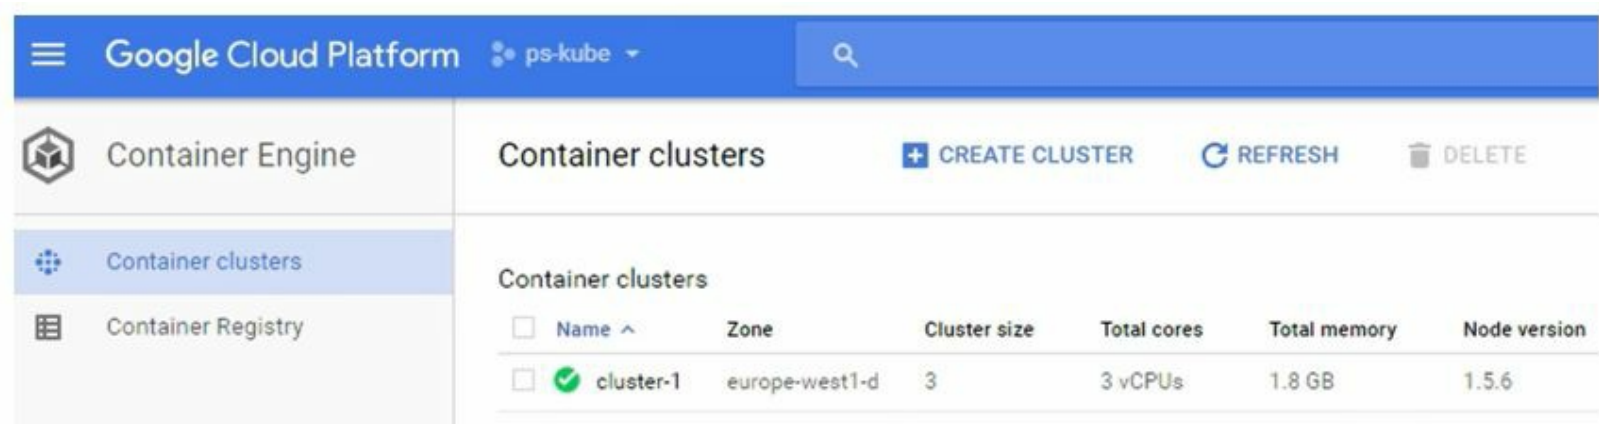 Google Cloud Platform ps-kube
Container Engine
Container clusters CREATE CLUSTER REFRESH DELETE
Container clusters
Container Registry
Container clusters
Name Zone Cluster size Total cores Total memory Node version
cluster-1 europe-west1-d 3 3 vCPUs 1.8 GB 1.5.6